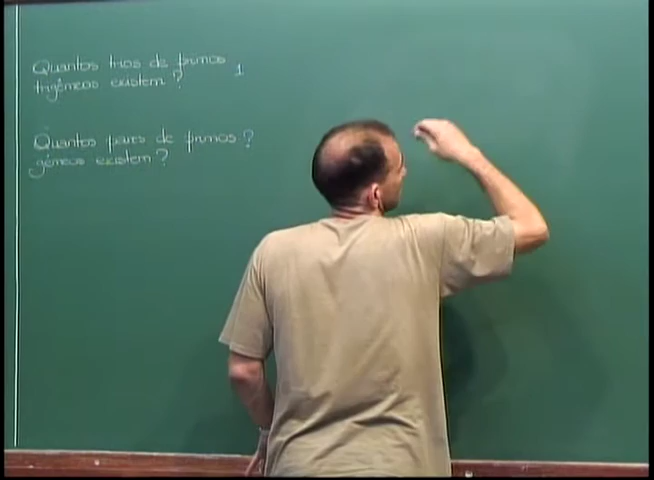 Quantos trios de primos
trigêmeos existem ? 1
Quantos pares de primos ?
gêmeos existem ?